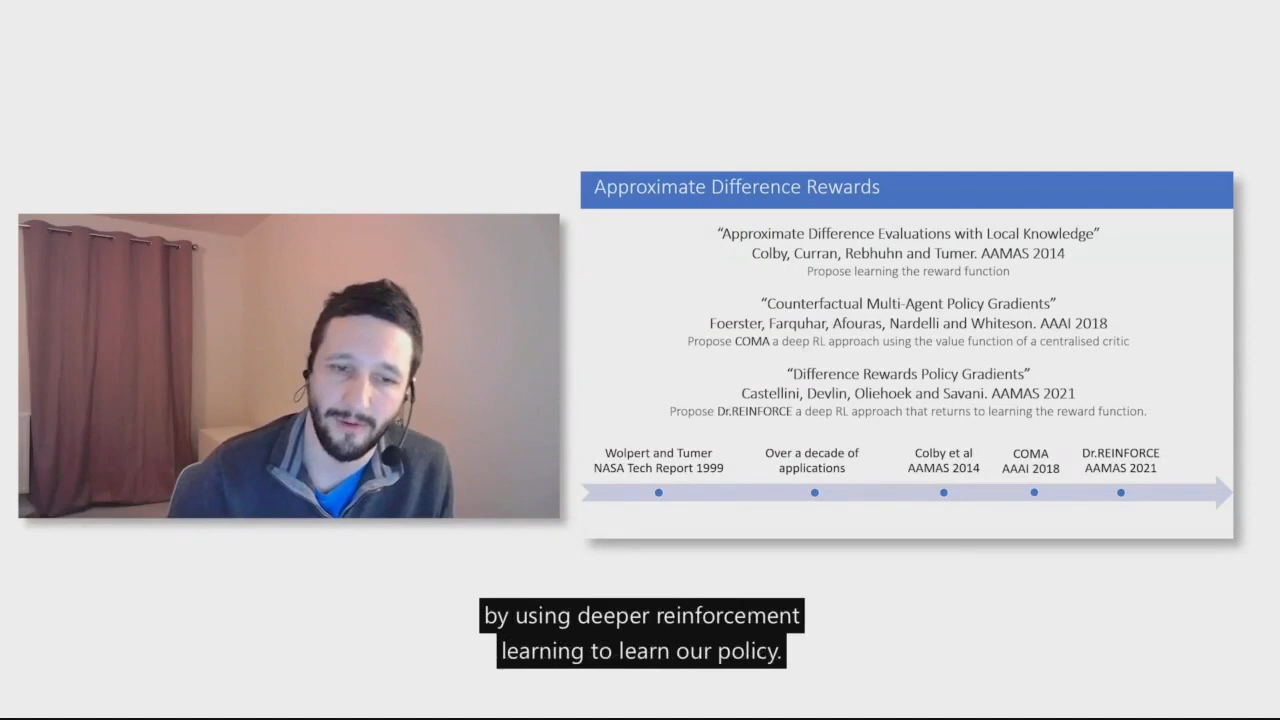 Approximate Difference Rewards
“Approximate Difference Evaluations with Local Knowledge”
Colby, Curran, Rebhuhn and Tumer. AAMAS 2014
Propose learning the reward function
“Counterfactual Multi-Agent Policy Gradients”
Foerster, Farquhar, Afouras, Nardelli and Whiteson. AAAI 2018
Propose COMA a deep RL approach using the value function of a centralised critic
“Difference Rewards Policy Gradients”
Castellini, Devlin, Oliehoek and Savani. AAMAS 2021
Propose Dr.REINFORCE a deep RL approach that returns to learning the reward function.
Wolpert and Tumer
NASA Tech Report 1999
Over a decade of
applications
Colby et al
AAMAS 2014
COMA
AAAI 2018
Dr.REINFORCE
AAMAS 2021
by using deeper reinforcement
learning to learn our policy.